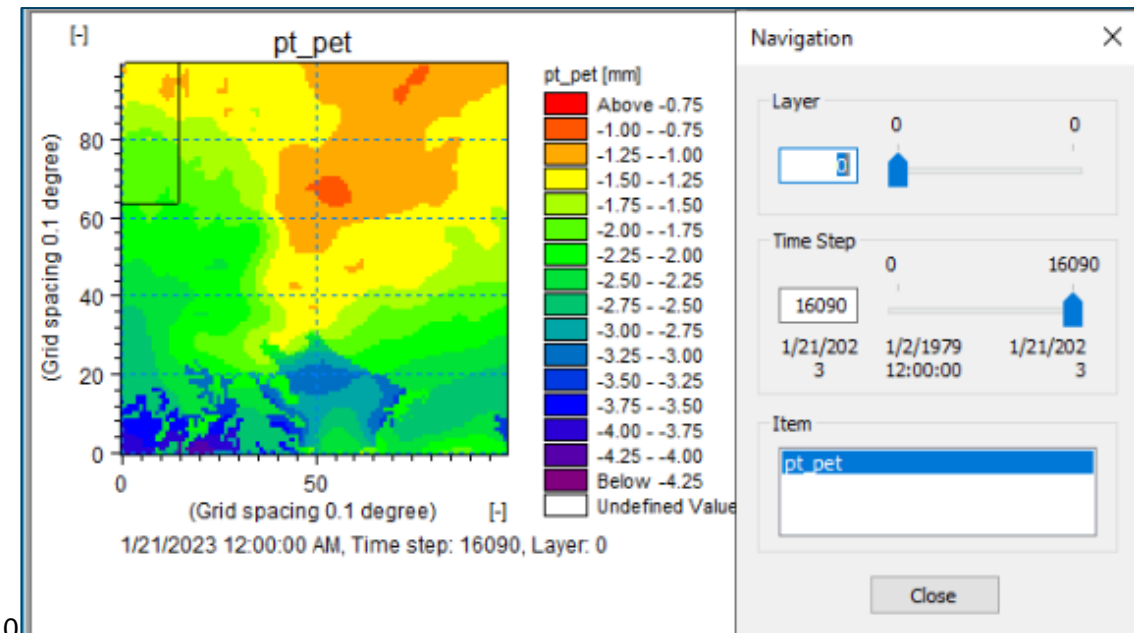 [-]
pt_pet
(Grid spacing 0.1 degree)
80
60
40
20
0
0
50
(Grid spacing 0.1 degree)
[-]
1/21/2023 12:00:00 AM, Time step: 16090, Layer: 0
pt_pet [mm]
Above -0.75
-1.00 - -0.75
-1.25 - -1.00
-1.50 - -1.25
-1.75 - -1.50
-2.00 - -1.75
-2.25 - -2.00
-2.50 - -2.25
-2.75 - -2.50
-3.00 - -2.75
-3.25 - -3.00
-3.50 - -3.25
-3.75 - -3.50
-4.00 - -3.75
-4.25 - -4.00
Below -4.25
Undefined Value
Navigation
Layer
0 0
0
Time Step
0 16090
16090
1/21/202 1/2/1979 1/21/202
3 12:00:00 3
Item
pt_pet
Close
0